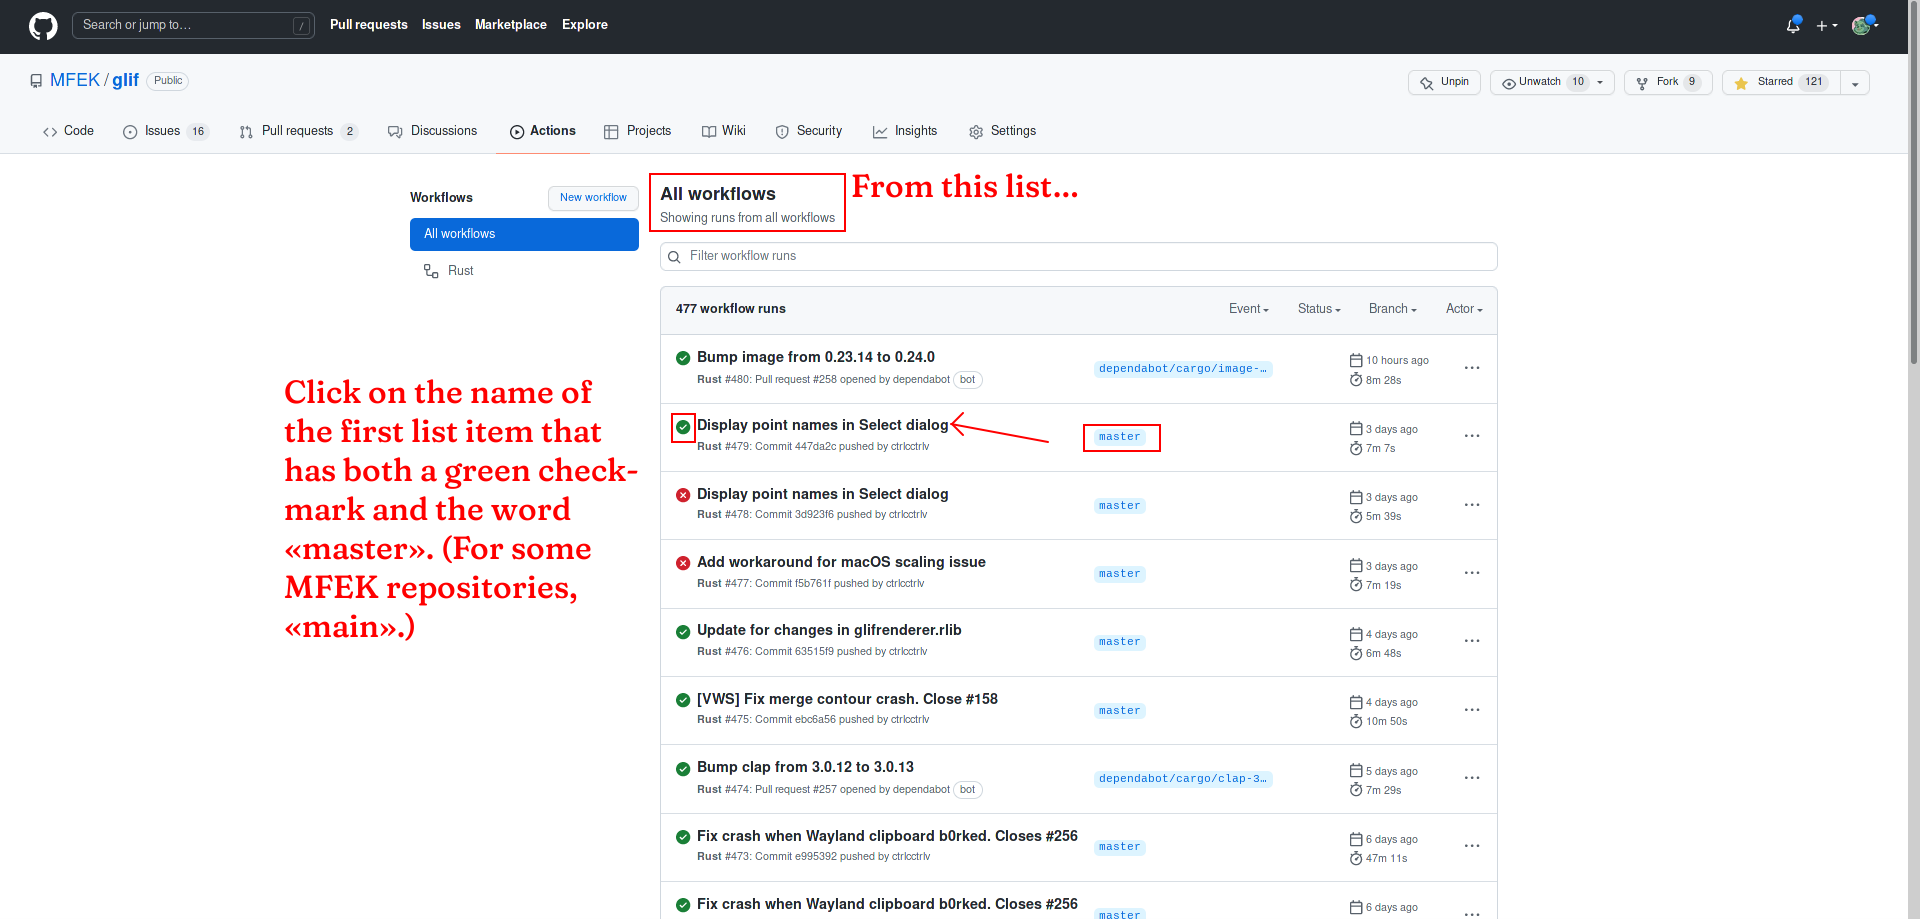 Search or jump to… /
Pull requests Issues Marketplace Explore
MFEK / glif Public
Unpin Unwatch 10 Fork 9 Starred 121
Code Issues 16 Pull requests 2 Discussions Actions Projects Wiki Security Insights Settings
Workflows New workflow
All workflows
Rust
All workflows
Showing runs from all workflows
From this list...
Filter workflow runs
Click on the name of
the first list item that
has both a green check-
mark and the word
«master». (For some
MFEK repositories,
«main».)
477 workflow runs Event Status Branch Actor
Bump image from 0.23.14 to 0.24.0
Rust #480: Pull request #258 opened by dependabot bot
dependabot/cargo/image-…
10 hours ago
8m 28s
Display point names in Select dialog
Rust #479: Commit 447da2c pushed by ctrlcctrlv
master
3 days ago
7m 7s
Display point names in Select dialog
Rust #478: Commit 3d923f6 pushed by ctrlcctrlv
master
3 days ago
5m 39s
Add workaround for macOS scaling issue
Rust #477: Commit f5b761f pushed by ctrlcctrlv
master
3 days ago
7m 19s
Update for changes in glifrenderer.rlib
Rust #476: Commit 63515f9 pushed by ctrlcctrlv
master
4 days ago
6m 48s
[VWS] Fix merge contour crash. Close #158
Rust #475: Commit ebc6a56 pushed by ctrlcctrlv
master
4 days ago
10m 50s
Bump clap from 3.0.12 to 3.0.13
Rust #474: Pull request #257 opened by dependabot bot
dependabot/cargo/clap-3…
5 days ago
7m 29s
Fix crash when Wayland clipboard b0rked. Closes #256
Rust #473: Commit e995392 pushed by ctrlcctrlv
master
6 days ago
47m 11s
Fix crash when Wayland clipboard b0rked. Closes #256
master
6 days ago